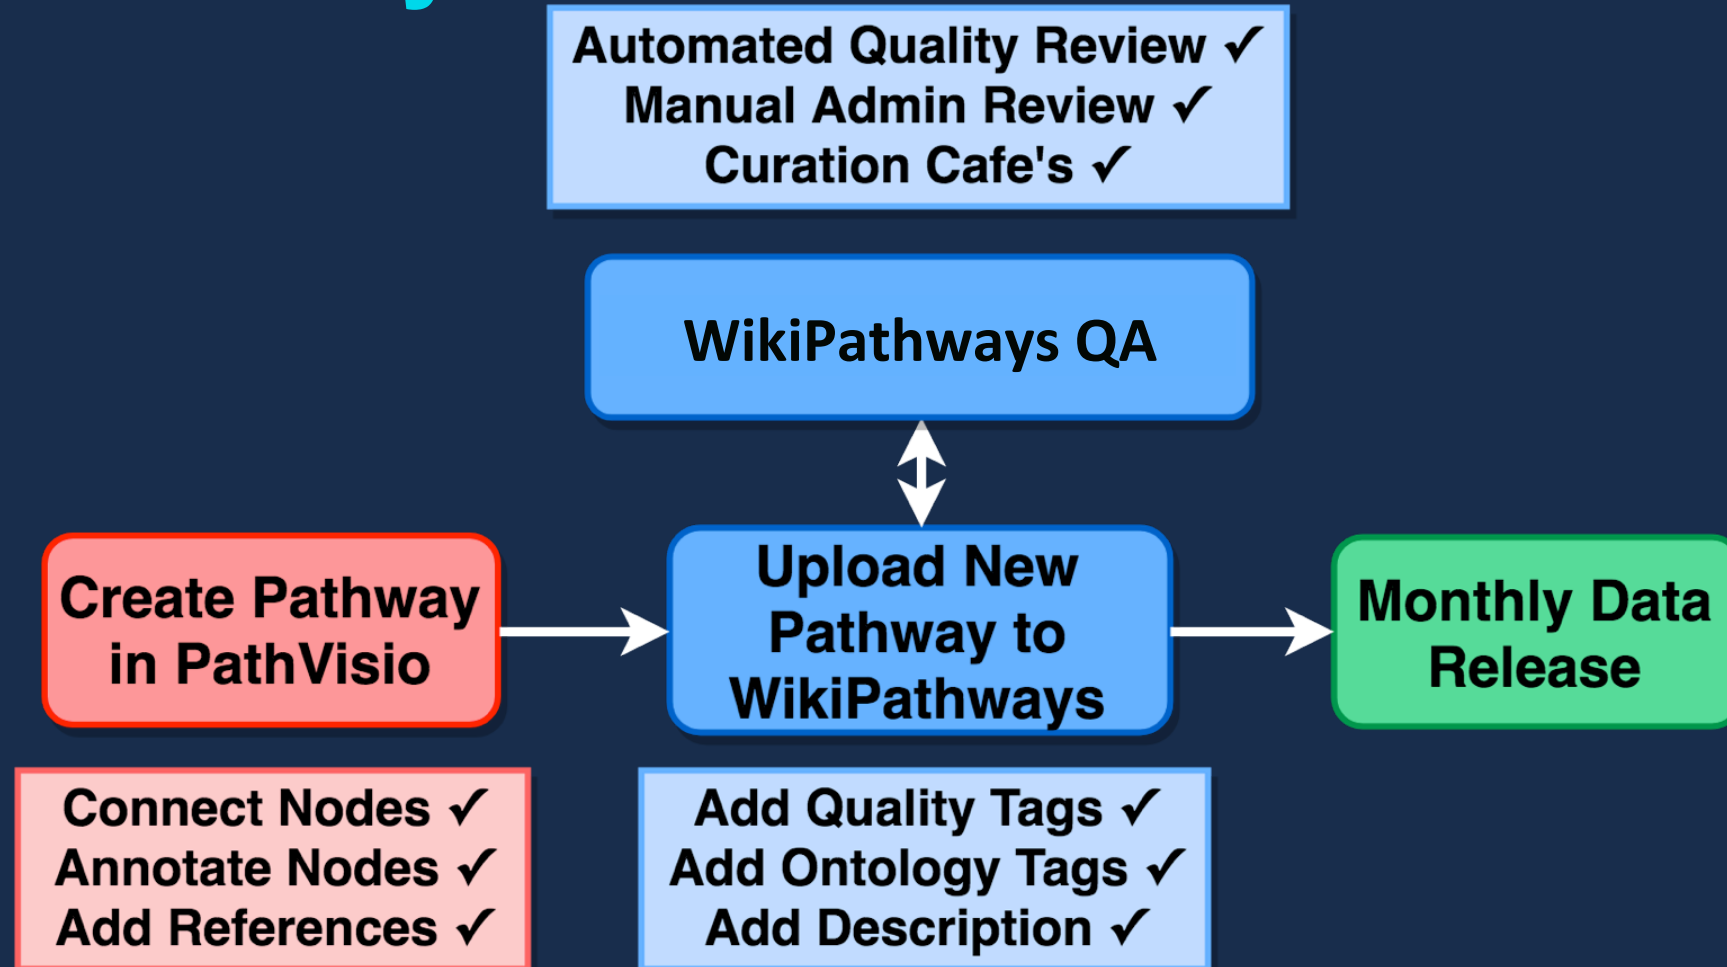 Automated Quality Review ✓
Manual Admin Review ✓
Curation Cafe's ✓
WikiPathways QA
Create Pathway
in PathVisio
Upload New
Pathway to
WikiPathways
Monthly Data
Release
Connect Nodes ✓
Annotate Nodes ✓
Add References ✓
Add Quality Tags ✓
Add Ontology Tags ✓
Add Description ✓